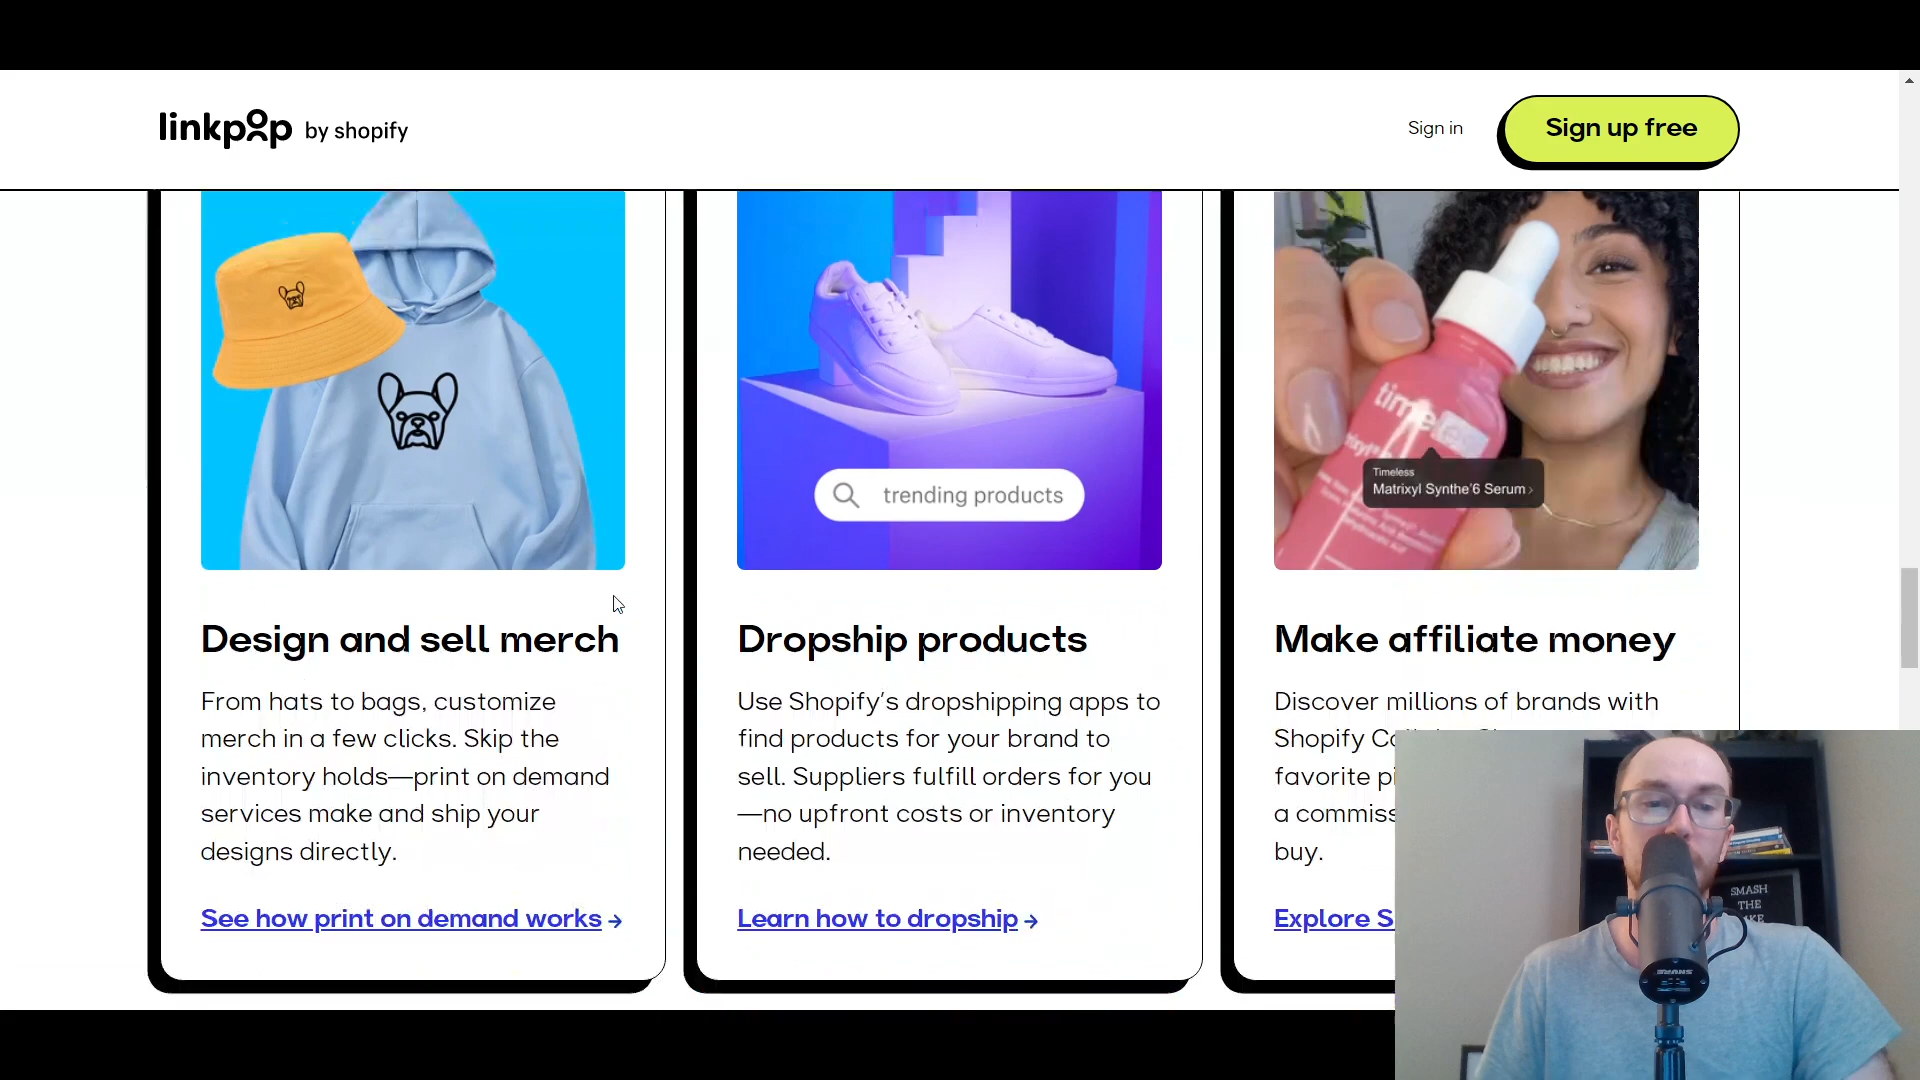 linkpop by shopify
Sign in
Sign up free
trending products
time
Timeless
Matrixyl Synthe'6 Serum ›
Design and sell merch
From hats to bags, customize
merch in a few clicks. Skip the
inventory holds—print on demand
services make and ship your
designs directly.
See how print on demand works →
Dropship products
Use Shopify's dropshipping apps to
find products for your brand to
sell. Suppliers fulfill orders for you
—no upfront costs or inventory
needed.
Learn how to dropship →
Make affiliate money
Discover millions of brands with
Shopify
favorite
a
buy.
Explore
SMASH
THE
SHURE